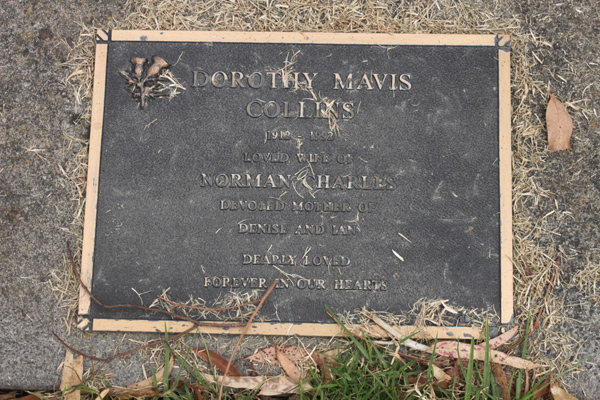 DOROTHY MAVIS
COLLINS
LOVED WIFE OF
NORMAN CHARLES
DEVOTED MOTHER OF
DENISE AND IAN
DEARLY LOVED
FOREVER IN OUR HEARTS